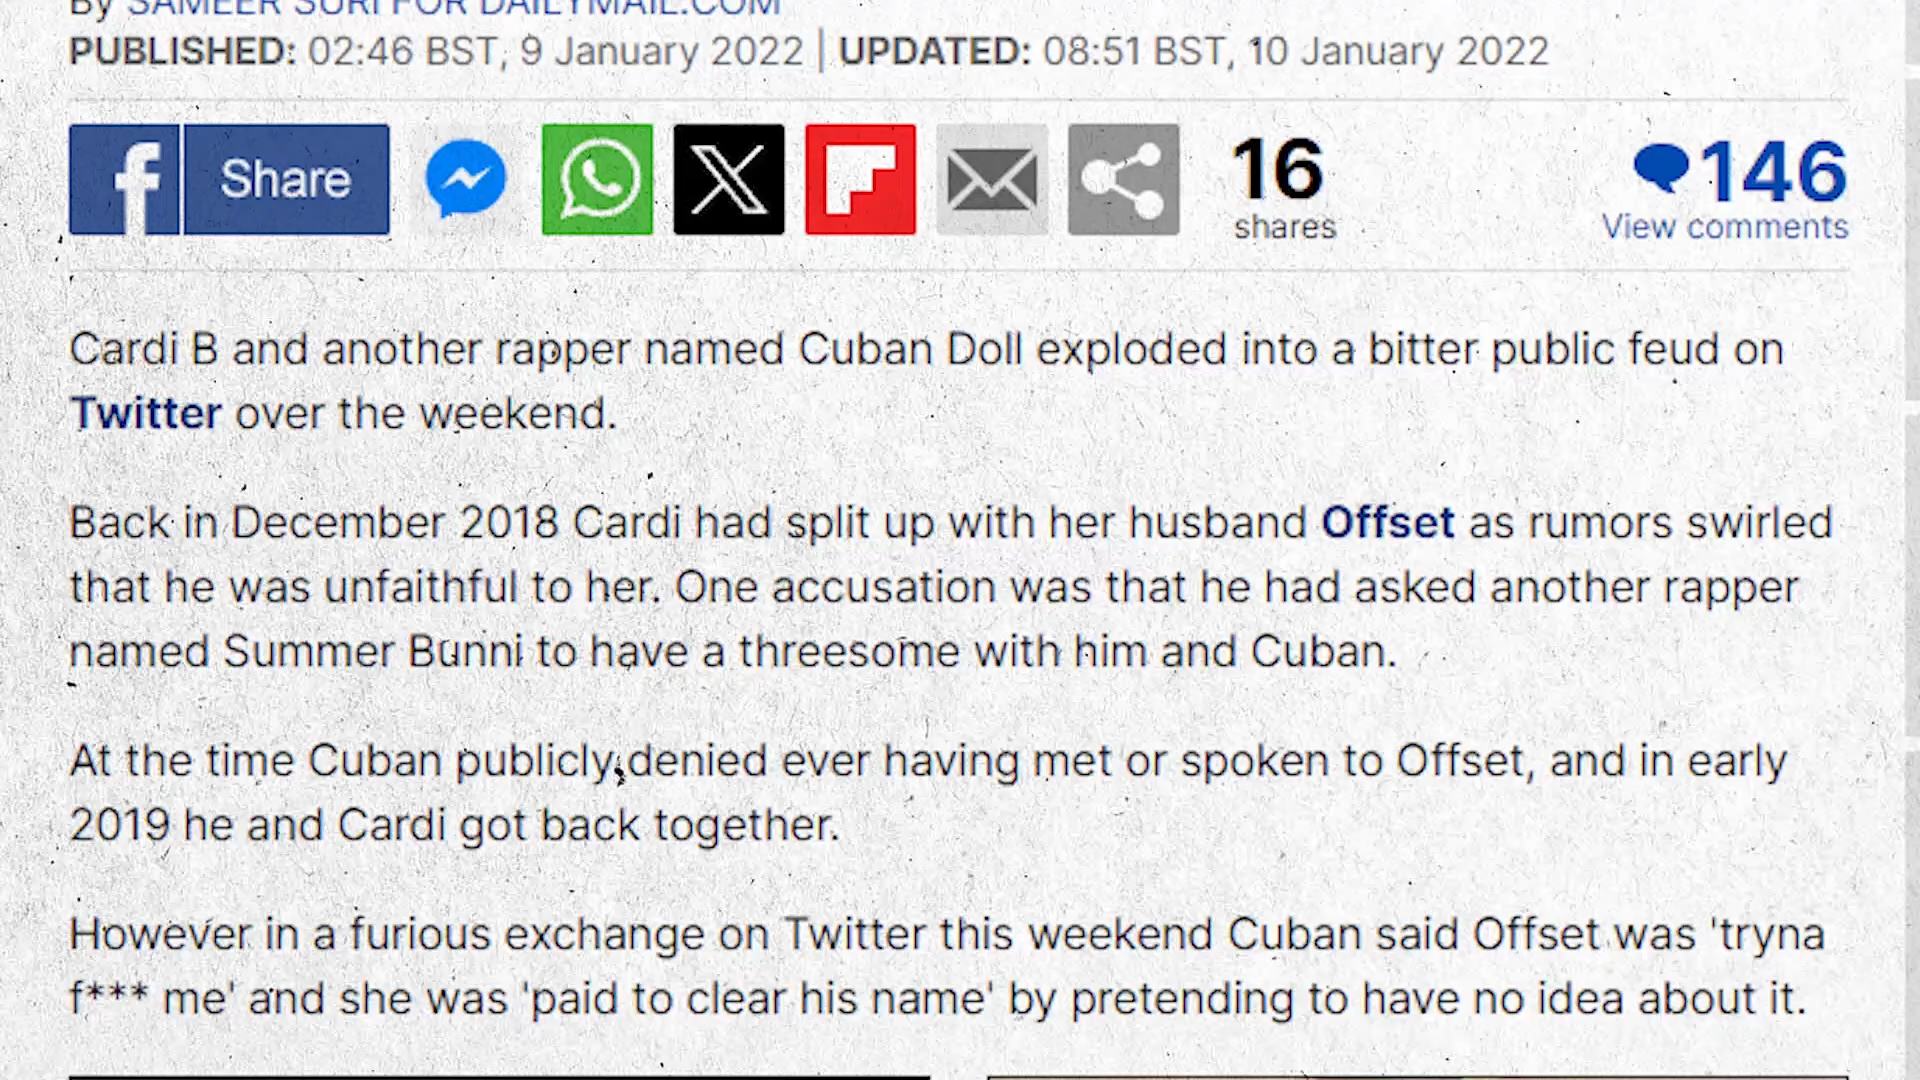 By SAMEER SURI FOR DAILYMAIL.COM
PUBLISHED: 02:46 BST, 9 January 2022 | UPDATED: 08:51 BST, 10 January 2022
f Share 16 146
shares View comments
Cardi B and another rapper named Cuban Doll exploded into a bitter public feud on
Twitter over the weekend.
Back in December 2018 Cardi had split up with her husband Offset as rumors swirled
that he was unfaithful to her. One accusation was that he had asked another rapper
named Summer Bunni to have a threesome with him and Cuban.
At the time Cuban publicly denied ever having met or spoken to Offset, and in early
2019 he and Cardi got back together.
However in a furious exchange on Twitter this weekend Cuban said Offset was 'tryna
f*** me' and she was 'paid to clear his name' by pretending to have no idea about it.